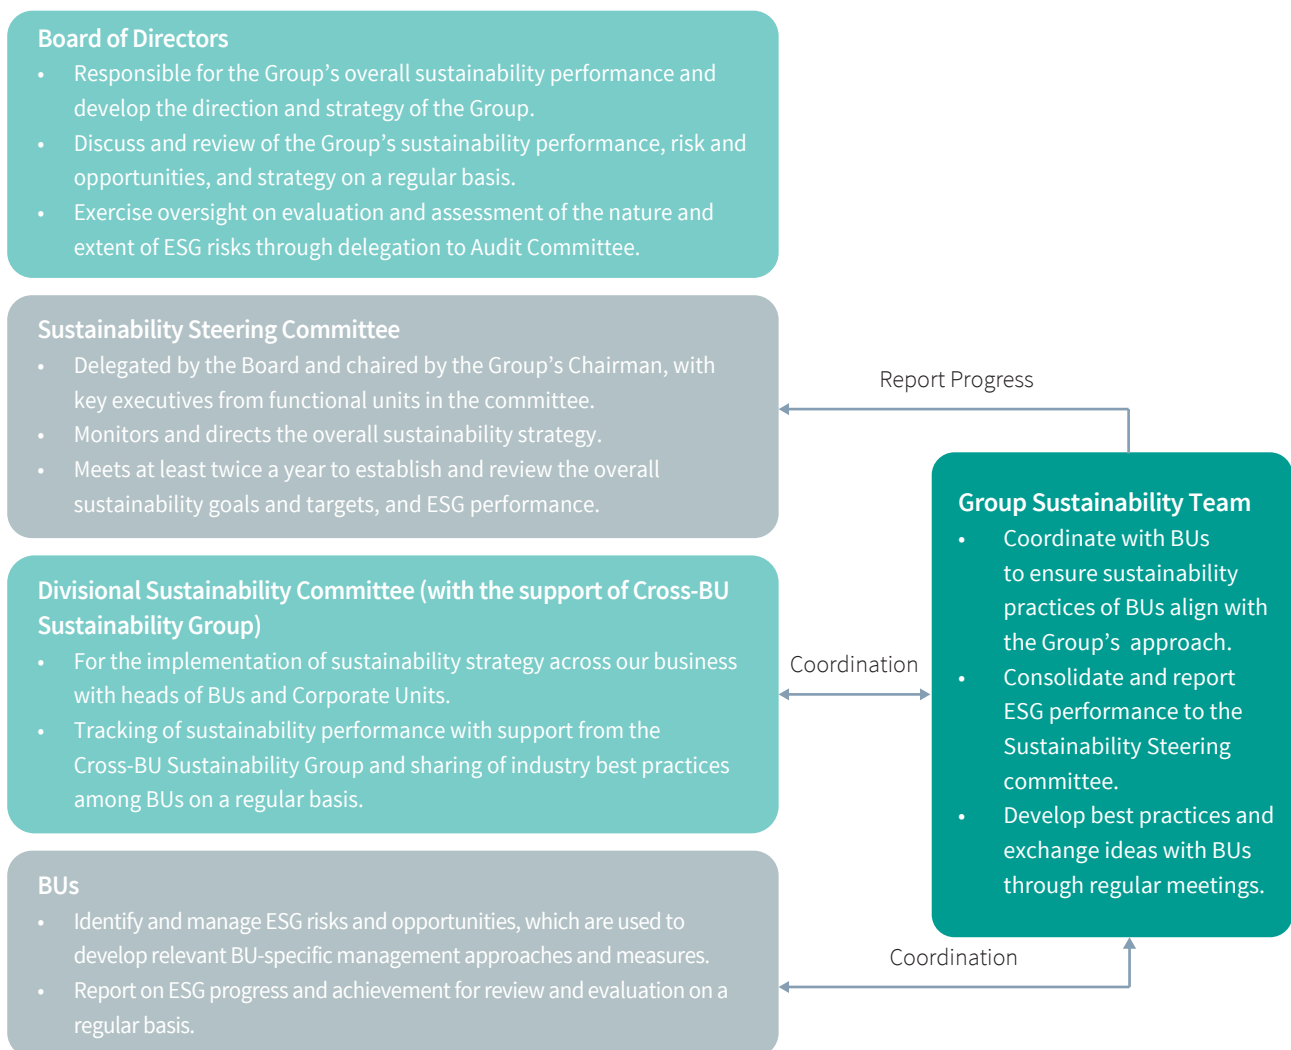 Board of Directors
• Responsible for the Group’s overall sustainability performance and
develop the direction and strategy of the Group.
• Discuss and review of the Group’s sustainability performance, risk and
opportunities, and strategy on a regular basis.
• Exercise oversight on evaluation and assessment of the nature and
extent of ESG risks through delegation to Audit Committee.
Sustainability Steering Committee
• Delegated by the Board and chaired by the Group’s Chairman, with
key executives from functional units in the committee.
• Monitors and directs the overall sustainability strategy.
• Meets at least twice a year to establish and review the overall
sustainability goals and targets, and ESG performance.
Divisional Sustainability Committee (with the support of Cross-BU
Sustainability Group)
• For the implementation of sustainability strategy across our business
with heads of BUs and Corporate Units.
• Tracking of sustainability performance with support from the
Cross-BU Sustainability Group and sharing of industry best practices
among BUs on a regular basis.
BUs
• Identify and manage ESG risks and opportunities, which are used to
develop relevant BU-specific management approaches and measures.
• Report on ESG progress and achievement for review and evaluation on a
regular basis.
Report Progress
Coordination
Coordination
Group Sustainability Team
• Coordinate with BUs
to ensure sustainability
practices of BUs align with
the Group’s approach.
• Consolidate and report
ESG performance to the
Sustainability Steering
committee.
• Develop best practices and
exchange ideas with BUs
through regular meetings.